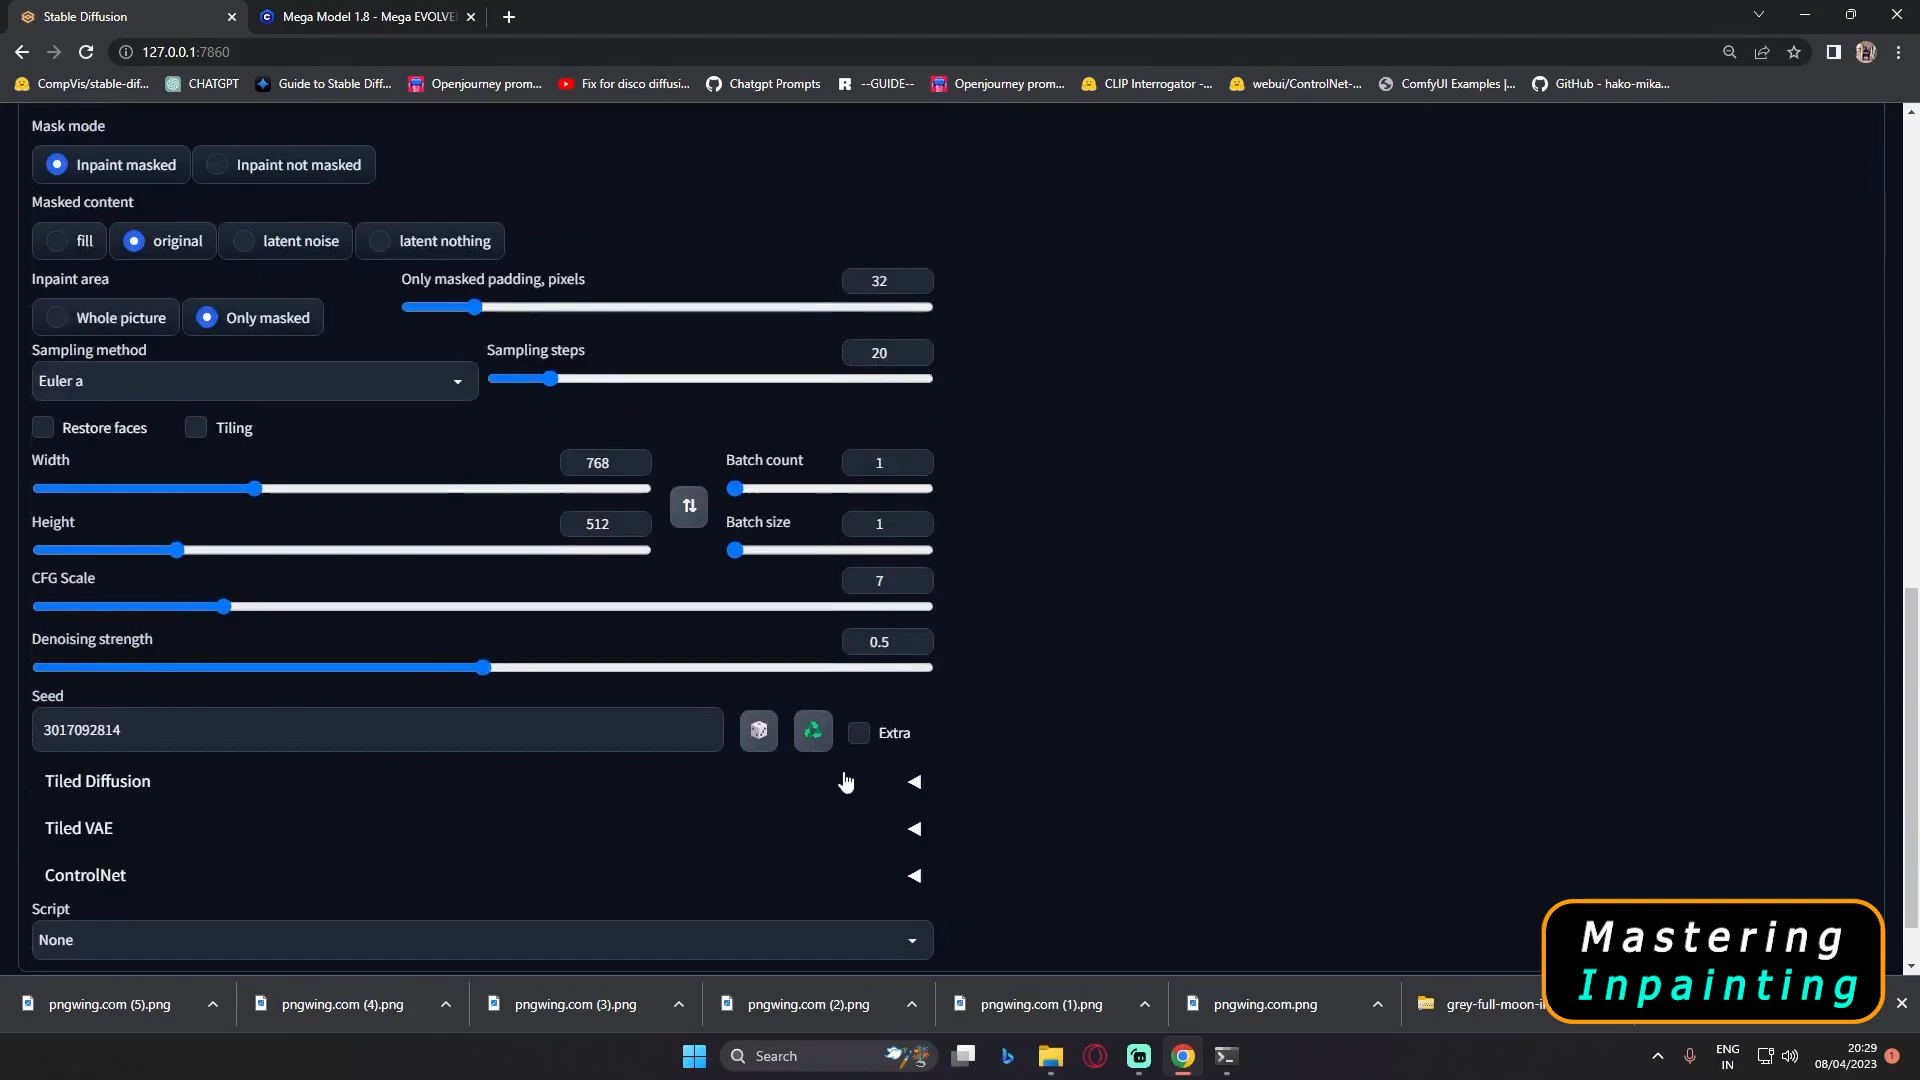 Stable Diffusion
Mega Model 1.8 - Mega EVOLVE
127.0.0.1:7860
CompVis/stable-dif... CHATGPT Guide to Stable Diff... Openjourney prom... Fix for disco diffusi... Chatgpt Prompts --GUIDE-- Openjourney prom... CLIP Interrogator -... webui/ControlNet-... ComfyUI Examples |... GitHub - hako-mika...
Mask mode
Inpaint masked Inpaint not masked
Masked content
fill original latent noise latent nothing
Inpaint area Only masked padding, pixels 32
Whole picture Only masked
Sampling method Sampling steps 20
Euler a
Restore faces Tiling
Width 768 Batch count 1
Height 512 Batch size 1
CFG Scale 7
Denoising strength 0.5
Seed
3017092814 Extra
Tiled Diffusion
Tiled VAE
ControlNet
Script
None
Mastering
Inpainting
pngwing.com (5).png pngwing.com (4).png pngwing.com (3).png pngwing.com (2).png pngwing.com (1).png pngwing.com.png grey-full-moon-i
Search
ENG
IN
20:29
08/04/2023
1